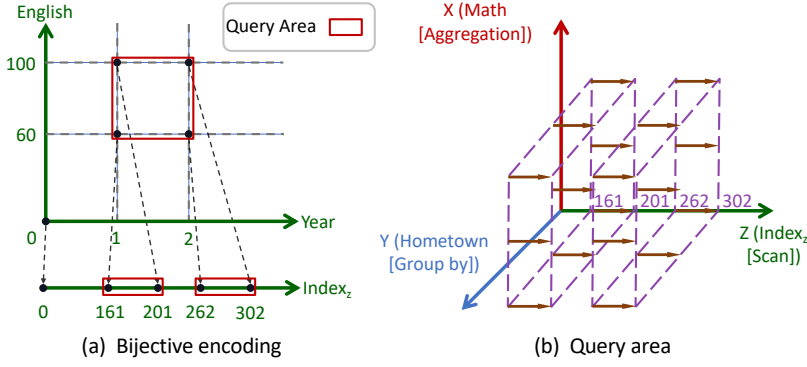 English
Query Area
100
60
0
1
2
Year
0
161
201
262
302
Index_z
(a) Bijective encoding
X (Math
[Aggregation])
161
201
262
302
Y (Hometown
[Group by])
Z (Index_z
[Scan])
(b) Query area